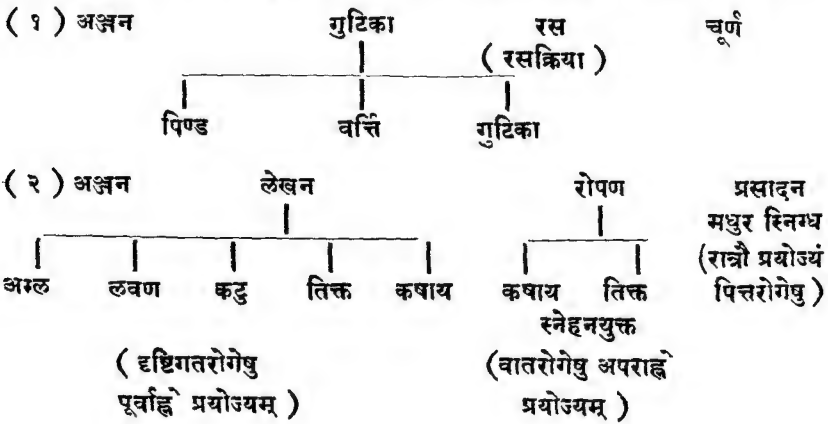 ( १ ) अञ्जन गुटिका रस चूर्ण
( रसक्रिया )
पिण्ड वर्त्ति गुटिका
( २ ) अञ्जन लेखन रोपण प्रसादन
मधुर स्निग्ध
(रात्रौ प्रयोज्यं
अम्ल लवण कटु तिक्त कषाय कषाय तिक्त पित्तरोगेषु )
स्नेहनयुक्त
( दृष्टिगतरोगेषु (वातरोगेषु अपराह्ने
पूर्वाह्ने प्रयोज्यम् ) प्रयोज्यम् )